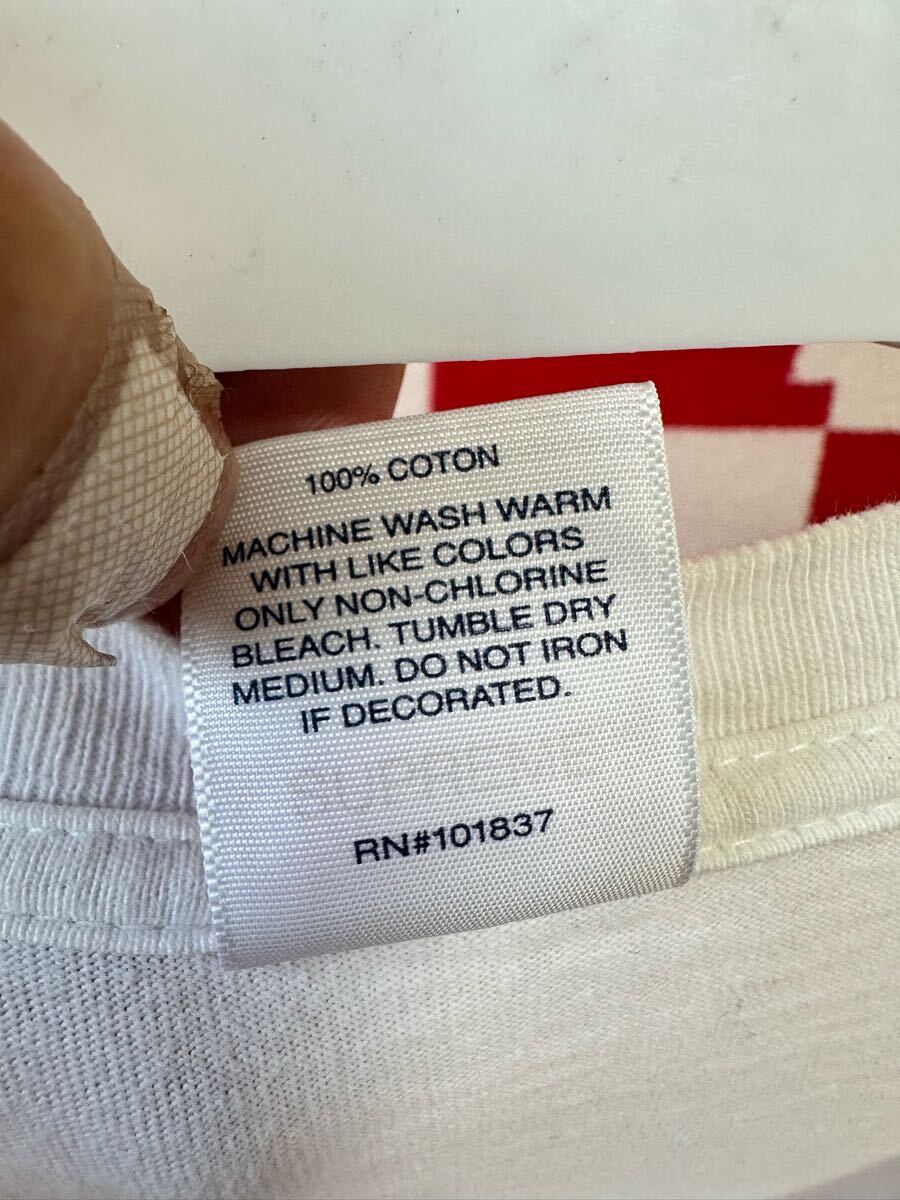 100% COTON
MACHINE WASH WARM
WITH LIKE COLORS
ONLY NON-CHLORINE
BLEACH. TUMBLE DRY
MEDIUM. DO NOT IRON
IF DECORATED.
RN#101837